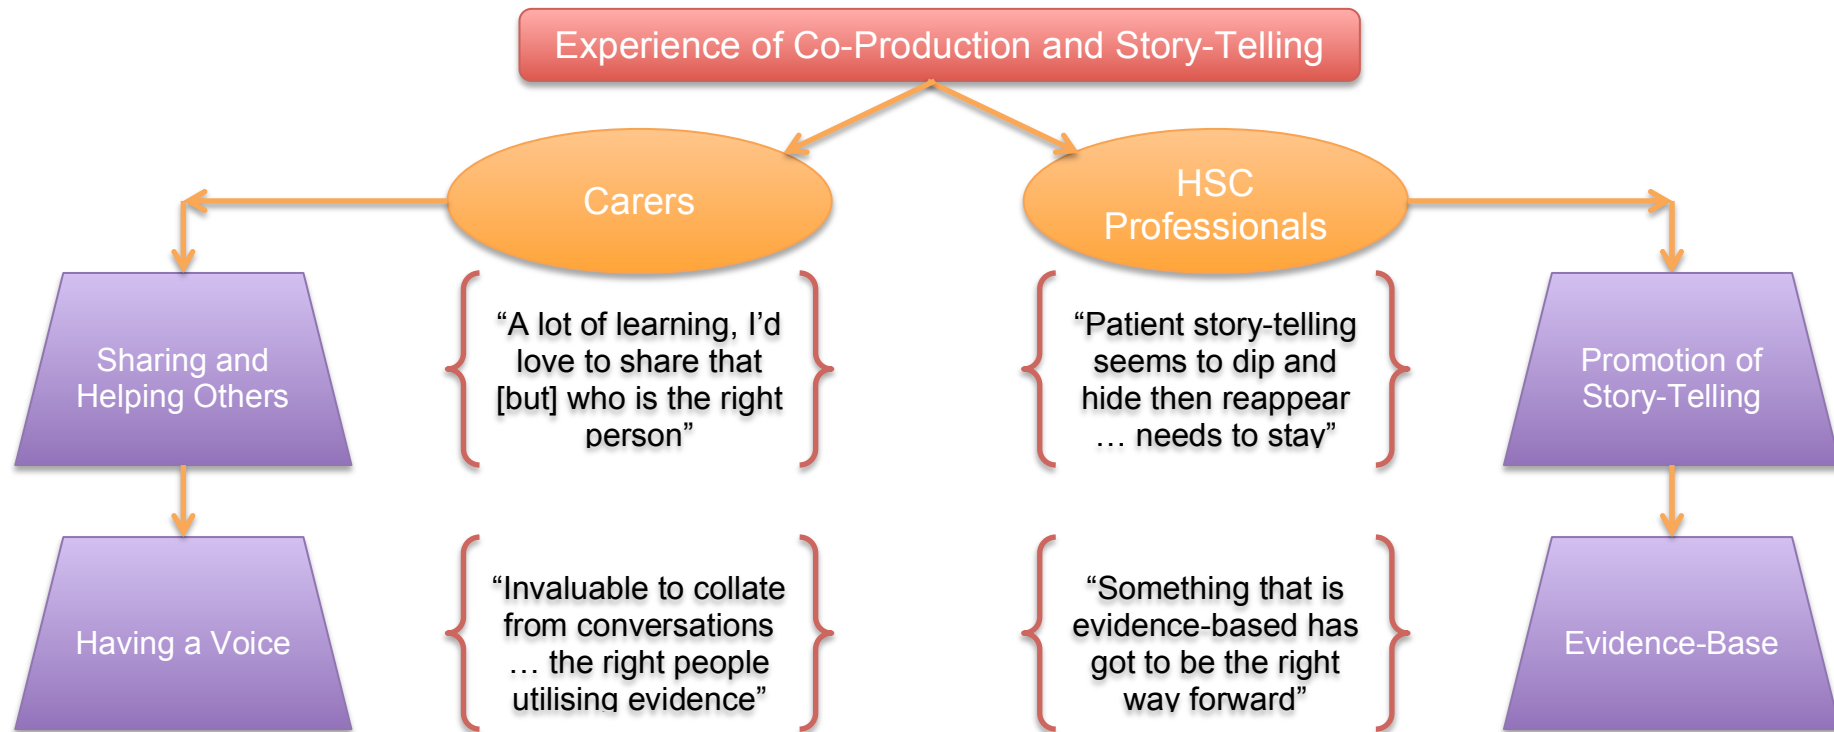 Experience of Co-Production and Story-Telling
Carers
HSC
Professionals
Sharing and
Helping Others
“A lot of learning, I’d
love to share that
[but] who is the right
person”
“Patient story-telling
seems to dip and
hide then reappear
… needs to stay”
Promotion of
Story-Telling
Having a Voice
“Invaluable to collate
from conversations
… the right people
utilising evidence”
“Something that is
evidence-based has
got to be the right
way forward”
Evidence-Base